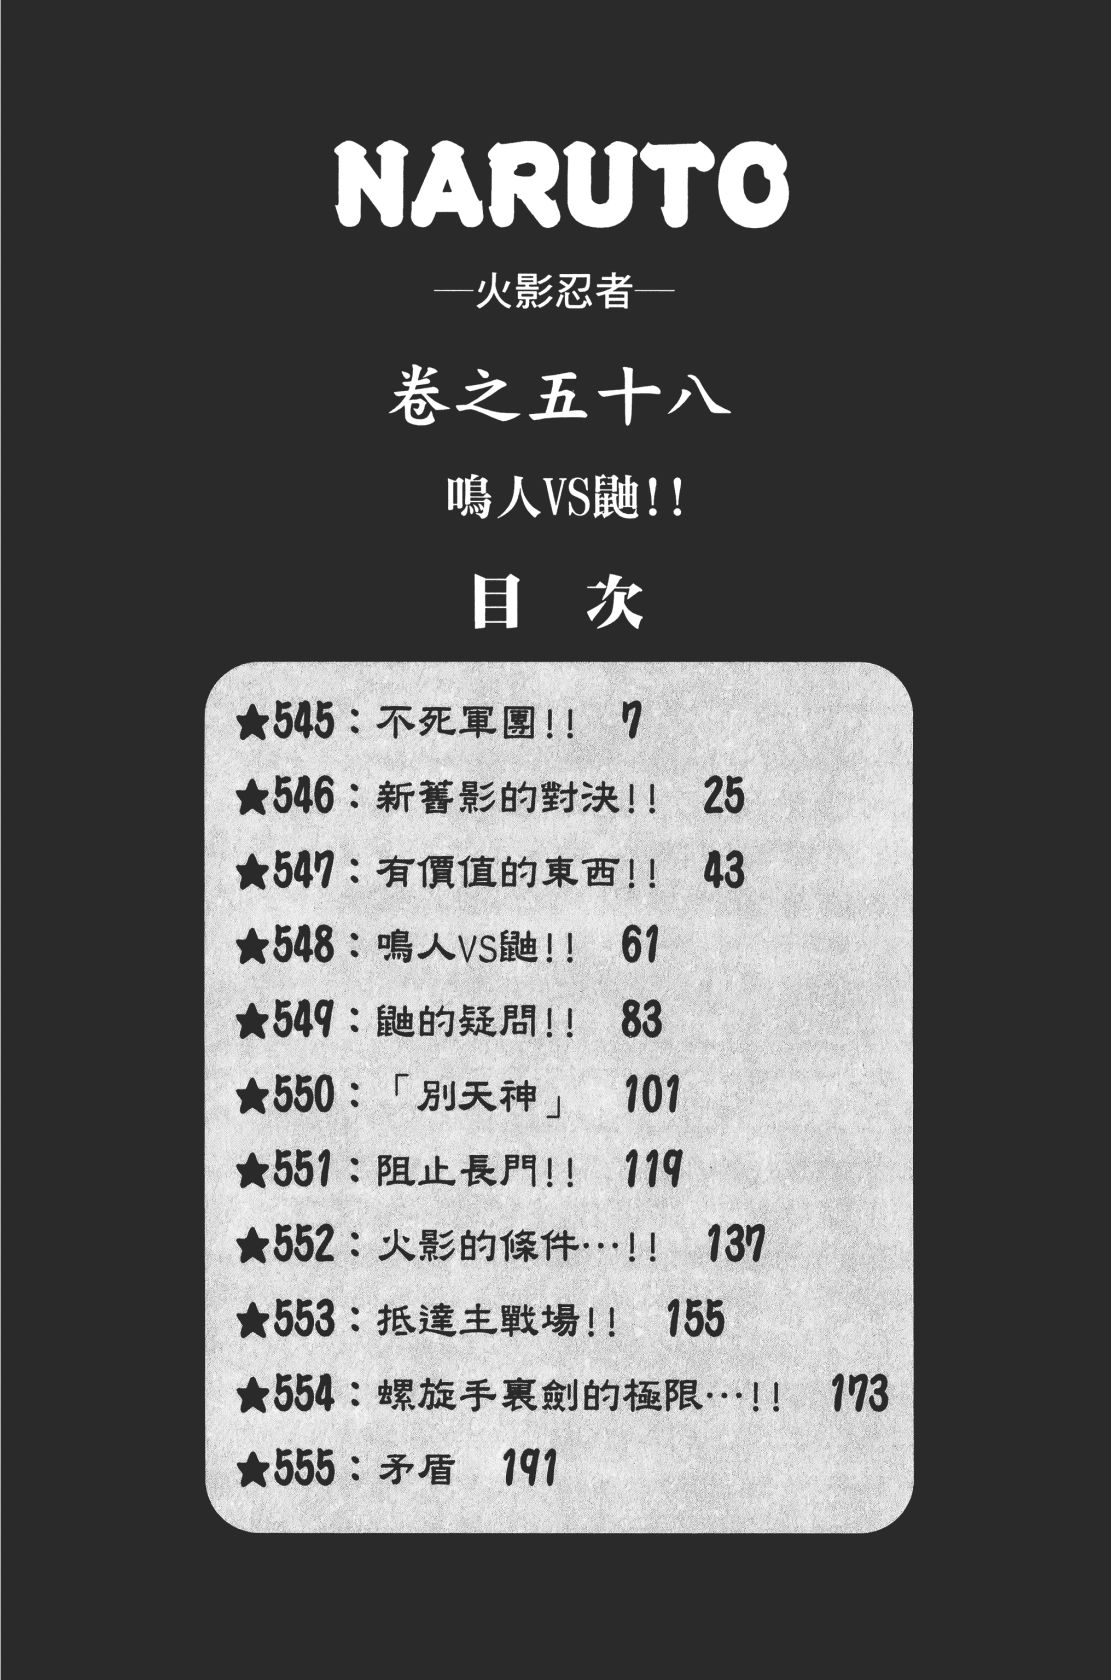 NARUTO
—火影忍者—
卷之五十八
鳴人VS鼬!!
目 次
★545：不死軍團!! 7
★546：新舊影的對決!! 25
★547：有價值的東西!! 43
★548：鳴人VS鼬!! 61
★549：鼬的疑問!! 83
★550：「別天神」 101
★551：阻止長門!! 119
★552：火影的條件…!! 137
★553：抵達主戰場!! 155
★554：螺旋手裏劍的極限…!! 173
★555：矛盾 191